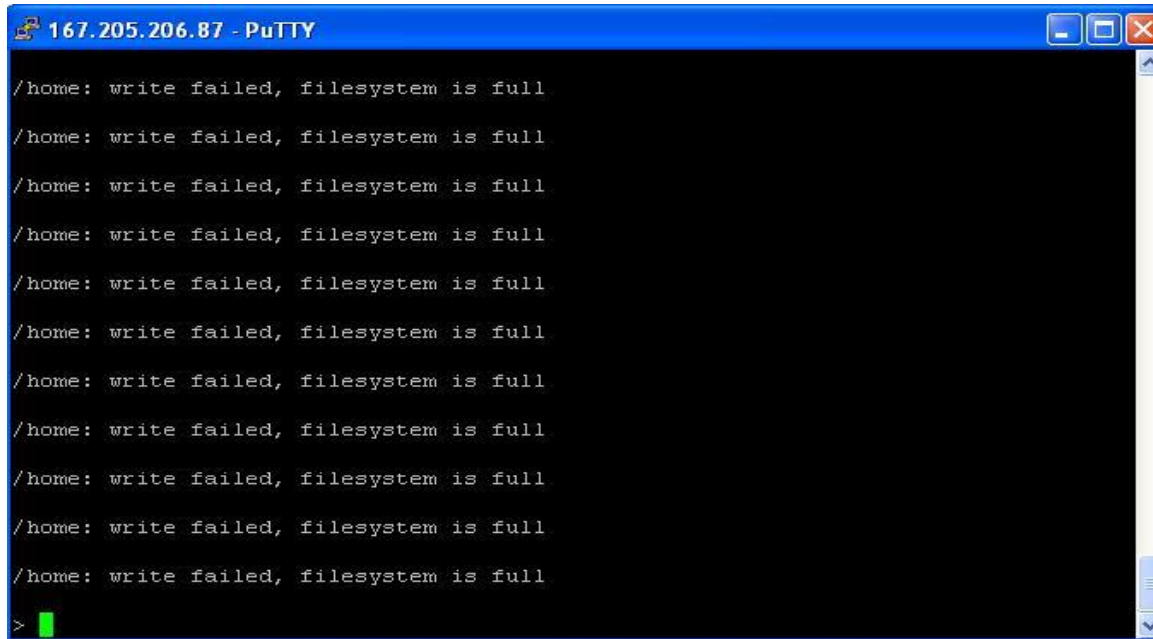 167.205.206.87 - PuTTY
/home: write failed, filesystem is full
/home: write failed, filesystem is full
/home: write failed, filesystem is full
/home: write failed, filesystem is full
/home: write failed, filesystem is full
/home: write failed, filesystem is full
/home: write failed, filesystem is full
/home: write failed, filesystem is full
/home: write failed, filesystem is full
/home: write failed, filesystem is full
/home: write failed, filesystem is full
>